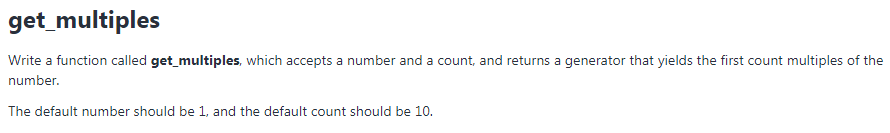 get_multiples
Write a function called get_multiples, which accepts a number and a count, and returns a generator that yields the first count multiples of the
number.
The default number should be 1, and the default count should be 10.